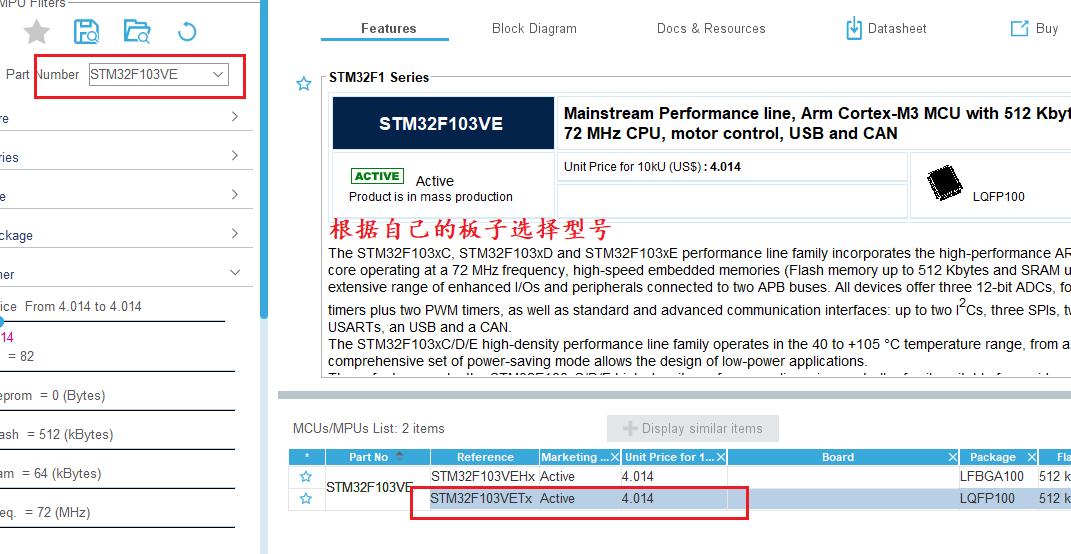 MPU Filters
Part Number STM32F103VE
re
ries
e
ckage
her
ice From 4.014 to 4.014
14
= 82
eprom = 0 (Bytes)
ash = 512 (kBytes)
am = 64 (kBytes)
eq. = 72 (MHz)
Features
Block Diagram
Docs & Resources
Datasheet
Buy
STM32F1 Series
STM32F103VE
Mainstream Performance line, Arm Cortex-M3 MCU with 512 Kbyt
72 MHz CPU, motor control, USB and CAN
ACTIVE Active
Product is in mass production
Unit Price for 10kU (US$) : 4.014
LQFP100
根据自己的板子选择型号
The STM32F103xC, STM32F103xD and STM32F103xE performance line family incorporates the high-performance AR
core operating at a 72 MHz frequency, high-speed embedded memories (Flash memory up to 512 Kbytes and SRAM u
extensive range of enhanced I/Os and peripherals connected to two APB buses. All devices offer three 12-bit ADCs, fo
timers plus two PWM timers, as well as standard and advanced communication interfaces: up to two I2Cs, three SPIs, tw
USARTs, an USB and a CAN.
The STM32F103xC/D/E high-density performance line family operates in the 40 to +105 °C temperature range, from a
comprehensive set of power-saving mode allows the design of low-power applications.
MCUs/MPUs List: 2 items
Display similar items
* Part No Reference Marketing ... Unit Price for 1... Board Package Fla
STM32F103VE
STM32F103VEHx Active 4.014 LFBGA100 512 k
STM32F103VETx Active 4.014 LQFP100 512 k